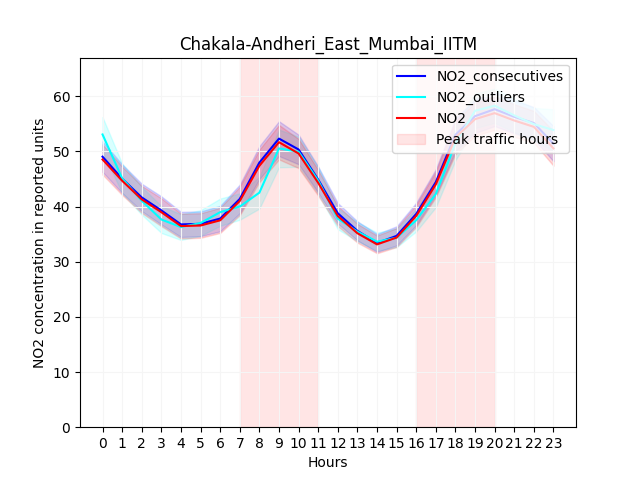 Chakala-Andheri_East_Mumbai_IITM
NO2_consecutives
NO2_outliers
NO2
Peak traffic hours
NO2 concentration in reported units
60
50
40
30
20
10
0
0 1 2 3 4 5 6 7 8 9 10 11 12 13 14 15 16 17 18 19 20 21 22 23
Hours